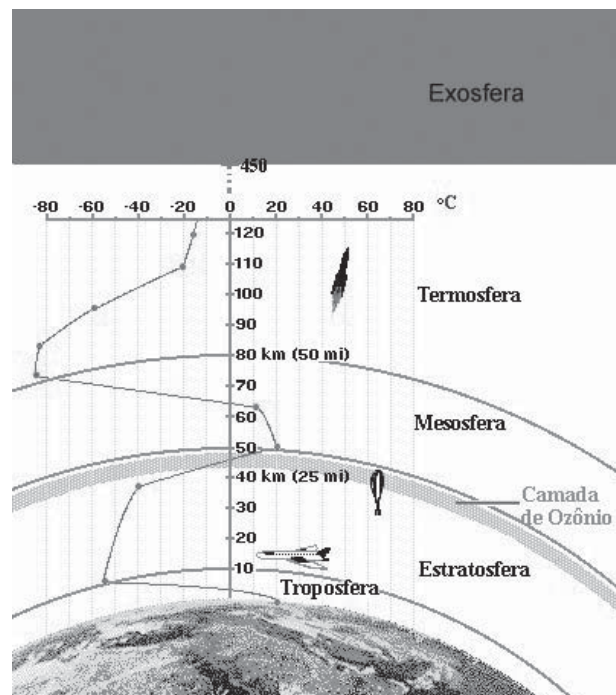 Exosfera
450
-80 -60 -40 -20 0 20 40 60 80 °C
120
110
100
90
Termosfera
80 km (50 mi)
70
60
Mesosfera
50
40 km (25 mi)
Camada
de Ozônio
30
20
10
Estratosfera
Troposfera